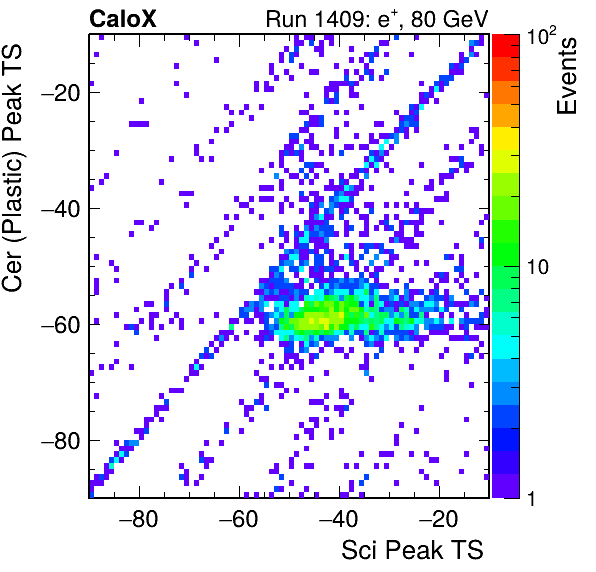 CaloX Run 1409: e⁺, 80 GeV
Cer (Plastic) Peak TS
−20
−40
−60
−80
−80 −60 −40 −20
Sci Peak TS
10²
10
1
Events